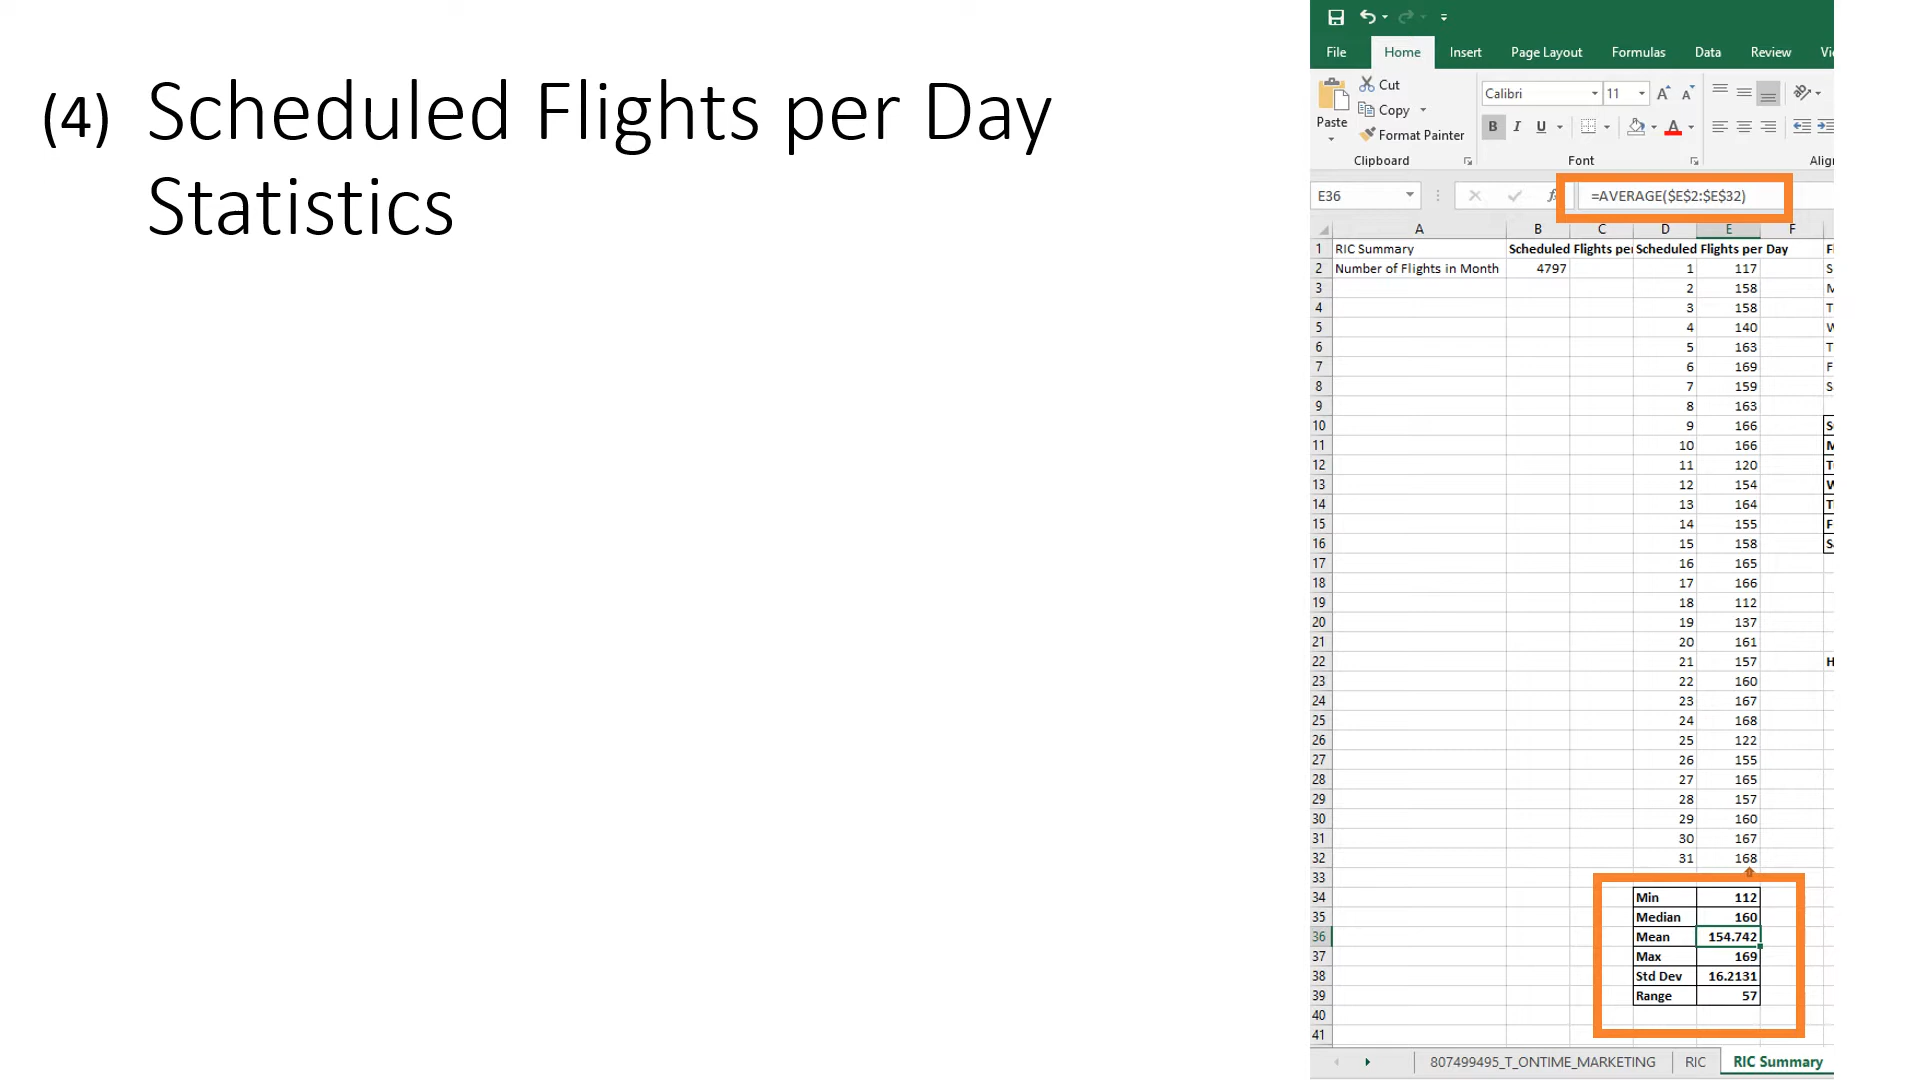 (4) Scheduled Flights per Day
Statistics
File Home Insert Page Layout Formulas Data Review
Cut
Copy
Paste
Format Painter
Clipboard
Calibri 11
B I U
Font
E36 =AVERAGE($E$2:$E$32)
A B C D E F
1 RIC Summary Scheduled Flights per Scheduled Flights per Day
2 Number of Flights in Month 4797 1 117
3 2 158
4 3 158
5 4 140
6 5 163
7 6 169
8 7 159
9 8 163
10 9 166
11 10 166
12 11 120
13 12 154
14 13 164
15 14 155
16 15 158
17 16 165
18 17 166
19 18 112
20 19 137
21 20 161
22 21 157 H
23 22 160
24 23 167
25 24 168
26 25 122
27 26 155
28 27 165
29 28 157
30 29 160
31 30 167
32 31 168
33
34 Min 112
35 Median 160
36 Mean 154.742
37 Max 169
38 Std Dev 16.2131
39 Range 57
40
41
807499495_T_ONTIME_MARKETING RIC RIC Summary